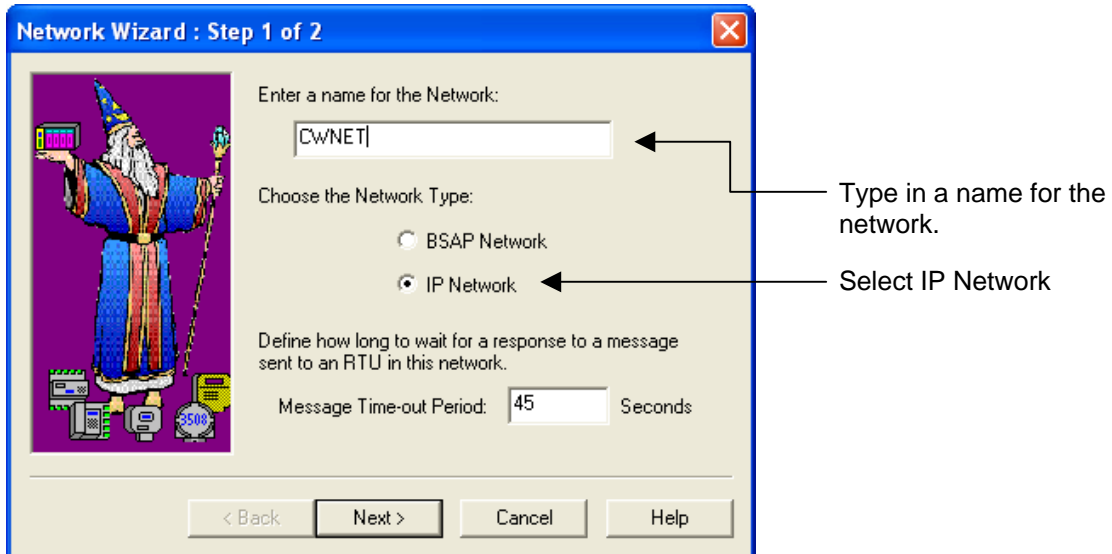 Network Wizard : Step 1 of 2
Enter a name for the Network:
CWNET
Choose the Network Type:
BSAP Network
IP Network
Define how long to wait for a response to a message
sent to an RTU in this network.
Message Time-out Period: 45 Seconds
3508
< Back Next > Cancel Help
Type in a name for the
network.
Select IP Network